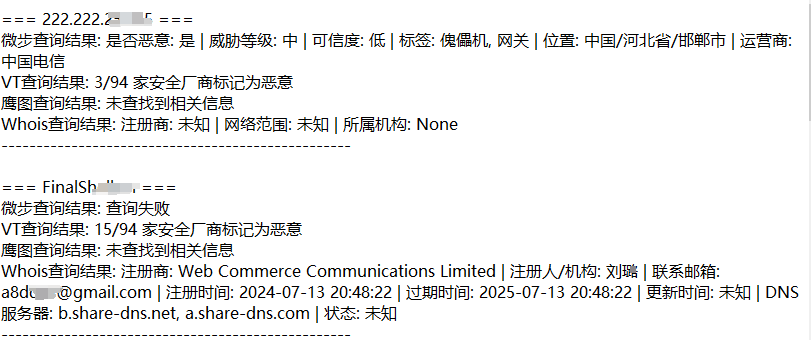 === 222.222.2 ===
微步查询结果: 是否恶意: 是 | 威胁等级: 中 | 可信度: 低 | 标签: 傀儡机, 网关 | 位置: 中国/河北省/邯郸市 | 运营商:
中国电信
VT查询结果: 3/94 家安全厂商标记为恶意
鹰图查询结果: 未查找到相关信息
Whois查询结果: 注册商: 未知 | 网络范围: 未知 | 所属机构: None
--------------------------------------------------
=== FinalSh ===
微步查询结果: 查询失败
VT查询结果: 15/94 家安全厂商标记为恶意
鹰图查询结果: 未查找到相关信息
Whois查询结果: 注册商: Web Commerce Communications Limited | 注册人/机构: 刘璐 | 联系邮箱:
a8d @gmail.com | 注册时间: 2024-07-13 20:48:22 | 过期时间: 2025-07-13 20:48:22 | 更新时间: 未知 | DNS
服务器: b.share-dns.net, a.share-dns.com | 状态: 未知
--------------------------------------------------